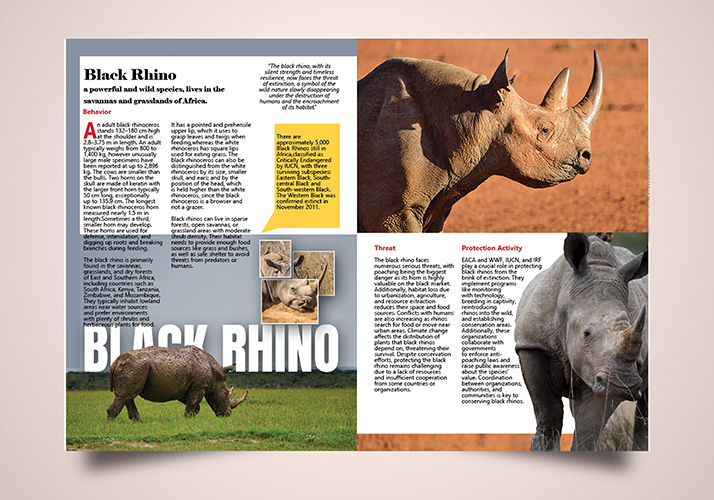 Black Rhino
a powerful and wild species, lives in the
savannas and grasslands of Africa.
"The black rhino, with its
silent strength and timeless
resilience, now faces the threat
of extinction, a symbol of the
wild nature slowly disappearing
under the destruction of
humans and the encroachment
of its habitat"
Behavior
An adult black rhinoceros
stands 132–180 cm high
at the shoulder and is
2.8–3.75 m in length. An adult
typically weighs from 800 to
1,400 kg, however unusually
large male specimens have
been reported at up to 2,896
kg. The cows are smaller than
the bulls. Two horns on the
skull are made of keratin with
the larger front horn typically
50 cm long, exceptionally
up to 135.9 cm. The longest
known black rhinoceros horn
measured nearly 1.5 m in
length.Sometimes a third,
smaller horn may develop.
These horns are used for
defense, intimidation, and
digging up roots and breaking
branches during feeding.
The black rhino is primarily
found in the savannas,
grasslands, and dry forests
of East and Southern Africa,
including countries such as
South Africa, Kenya, Tanzania,
Zimbabwe, and Mozambique.
They typically inhabit lowland
areas near water sources
and prefer environments
with plenty of shrubs and
herbaceous plants for food.
It has a pointed and prehensile
upper lip, which it uses to
grasp leaves and twigs when
feeding,whereas the white
rhinoceros has square lips
used for eating grass. The
black rhinoceros can also be
distinguished from the white
rhinoceros by its size, smaller
skull, and ears; and by the
position of the head, which
is held higher than the white
rhinoceros, since the black
rhinoceros is a browser and
not a grazer.
Black rhinos can live in sparse
forests, open savannas, or
grassland areas with moderate
shrub density. Their habitat
needs to provide enough food
sources like grass and bushes,
as well as safe shelter to avoid
threats from predators or
humans.
There are
approximately 5,000
Black Rhinos still in
Africa,classified as
Critically Endangered
by IUCN, with three
surviving subspecies:
Eastern Black, South-
central Black and
South-western Black.
The Western Black was
confirmed extinct in
November 2011.
BLACK RHINO
Threat
The black rhino faces
numerous serious threats, with
poaching being the biggest
danger as its horn is highly
valuable on the black market.
Additionally, habitat loss due
to urbanization, agriculture,
and resource extraction
reduces their space and food
sources. Conflicts with humans
are also increasing as rhinos
search for food or move near
urban areas. Climate change
affects the distribution of
plants that black rhinos
depend on, threatening their
survival. Despite conservation
efforts, protecting the black
rhino remains challenging
due to a lack of resources
and insufficient cooperation
from some countries or
organizations.
Protection Activity
EACA and WWF, IUCN, and IRF
play a crucial role in protecting
black rhinos from the
brink of extinction. They
implement programs
like monitoring
with technology,
breeding in captivity,
reintroducing
rhinos into the wild,
and establishing
conservation areas.
Additionally, these
organizations
collaborate with
governments
to enforce anti-
poaching laws and
raise public awareness
about the species'
value. Coordination
between organizations,
authorities, and
communities is key to
conserving black rhinos.